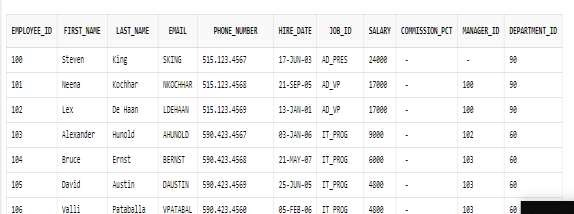 EMPLOYEE_ID FIRST_NAME LAST_NAME EMAIL PHONE_NUMBER HIRE_DATE JOB_ID SALARY COMMISSION_PCT MANAGER_ID DEPARTMENT_ID
100 Steven King SKING 515.123.4567 17-JUN-03 AD_PRES 24000 - - 90
101 Neena Kochhar NKOCHHAR 515.123.4568 21-SEP-05 AD_VP 17000 - 100 90
102 Lex De Haan LDEHAAN 515.123.4569 13-JAN-01 AD_VP 17000 - 100 90
103 Alexander Hunold AHUNOLD 590.423.4567 03-JAN-06 IT_PROG 9000 - 102 60
104 Bruce Ernst BERNST 590.423.4568 21-MAY-07 IT_PROG 6000 - 103 60
105 David Austin DAUSTIN 590.423.4569 25-JUN-05 IT_PROG 4800 - 103 60
106 Valli Pataballa VPATABAL 590.423.4560 05-FEB-06 IT_PROG 4800 - 103 60